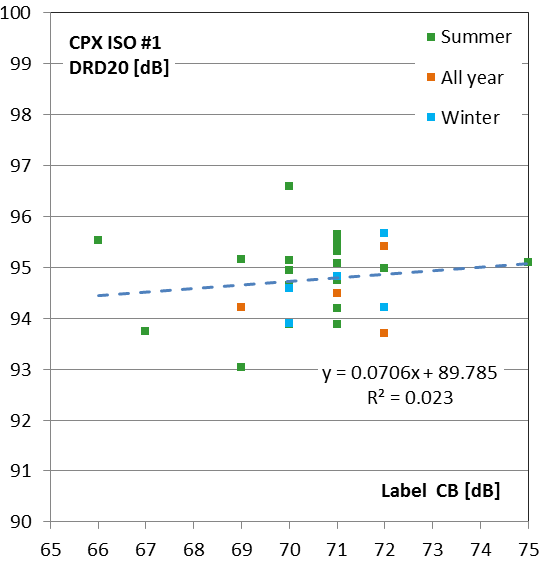 100
99
98
97
96
95
94
93
92
91
90
CPX ISO #1
DRD20 [dB]
Summer
All year
Winter
y = 0.0706x + 89.785
R² = 0.023
Label CB [dB]
65 66 67 68 69 70 71 72 73 74 75